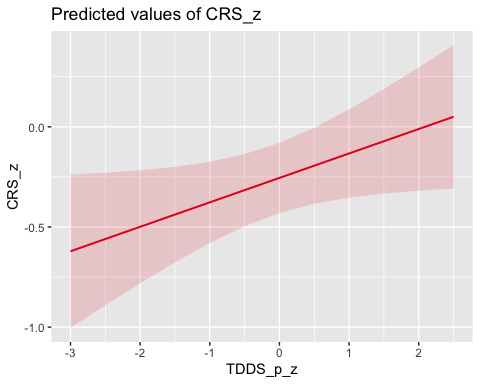 Predicted values of CRS_z
CRS_z
0.0
-0.5
-1.0
-3 -2 -1 0 1 2
TDDS_p_z